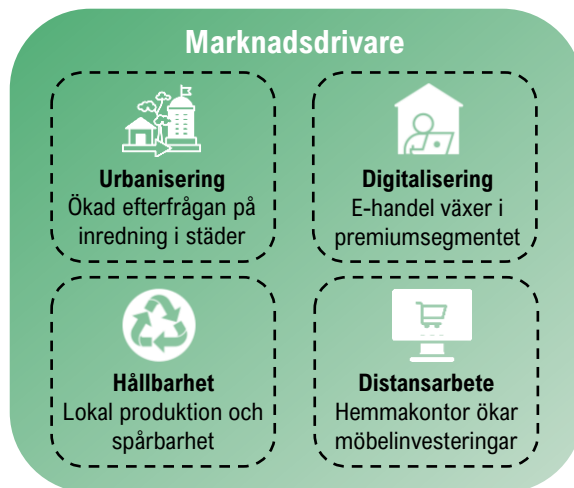 Marknadsdrivare
Urbanisering
Ökad efterfrågan på
inredning i städer
Digitalisering
E-handel växer i
premiumsegmentet
Hållbarhet
Lokal produktion och
spårbarhet
Distansarbete
Hemmakontor ökar
möbelinvesteringar